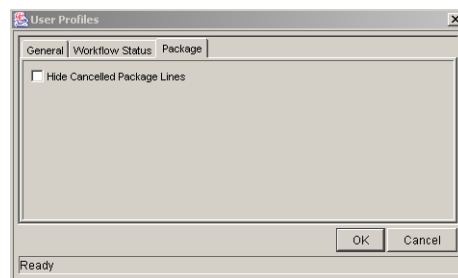 User Profiles
General Workflow Status Package
Hide Cancelled Package Lines
OK Cancel
Ready